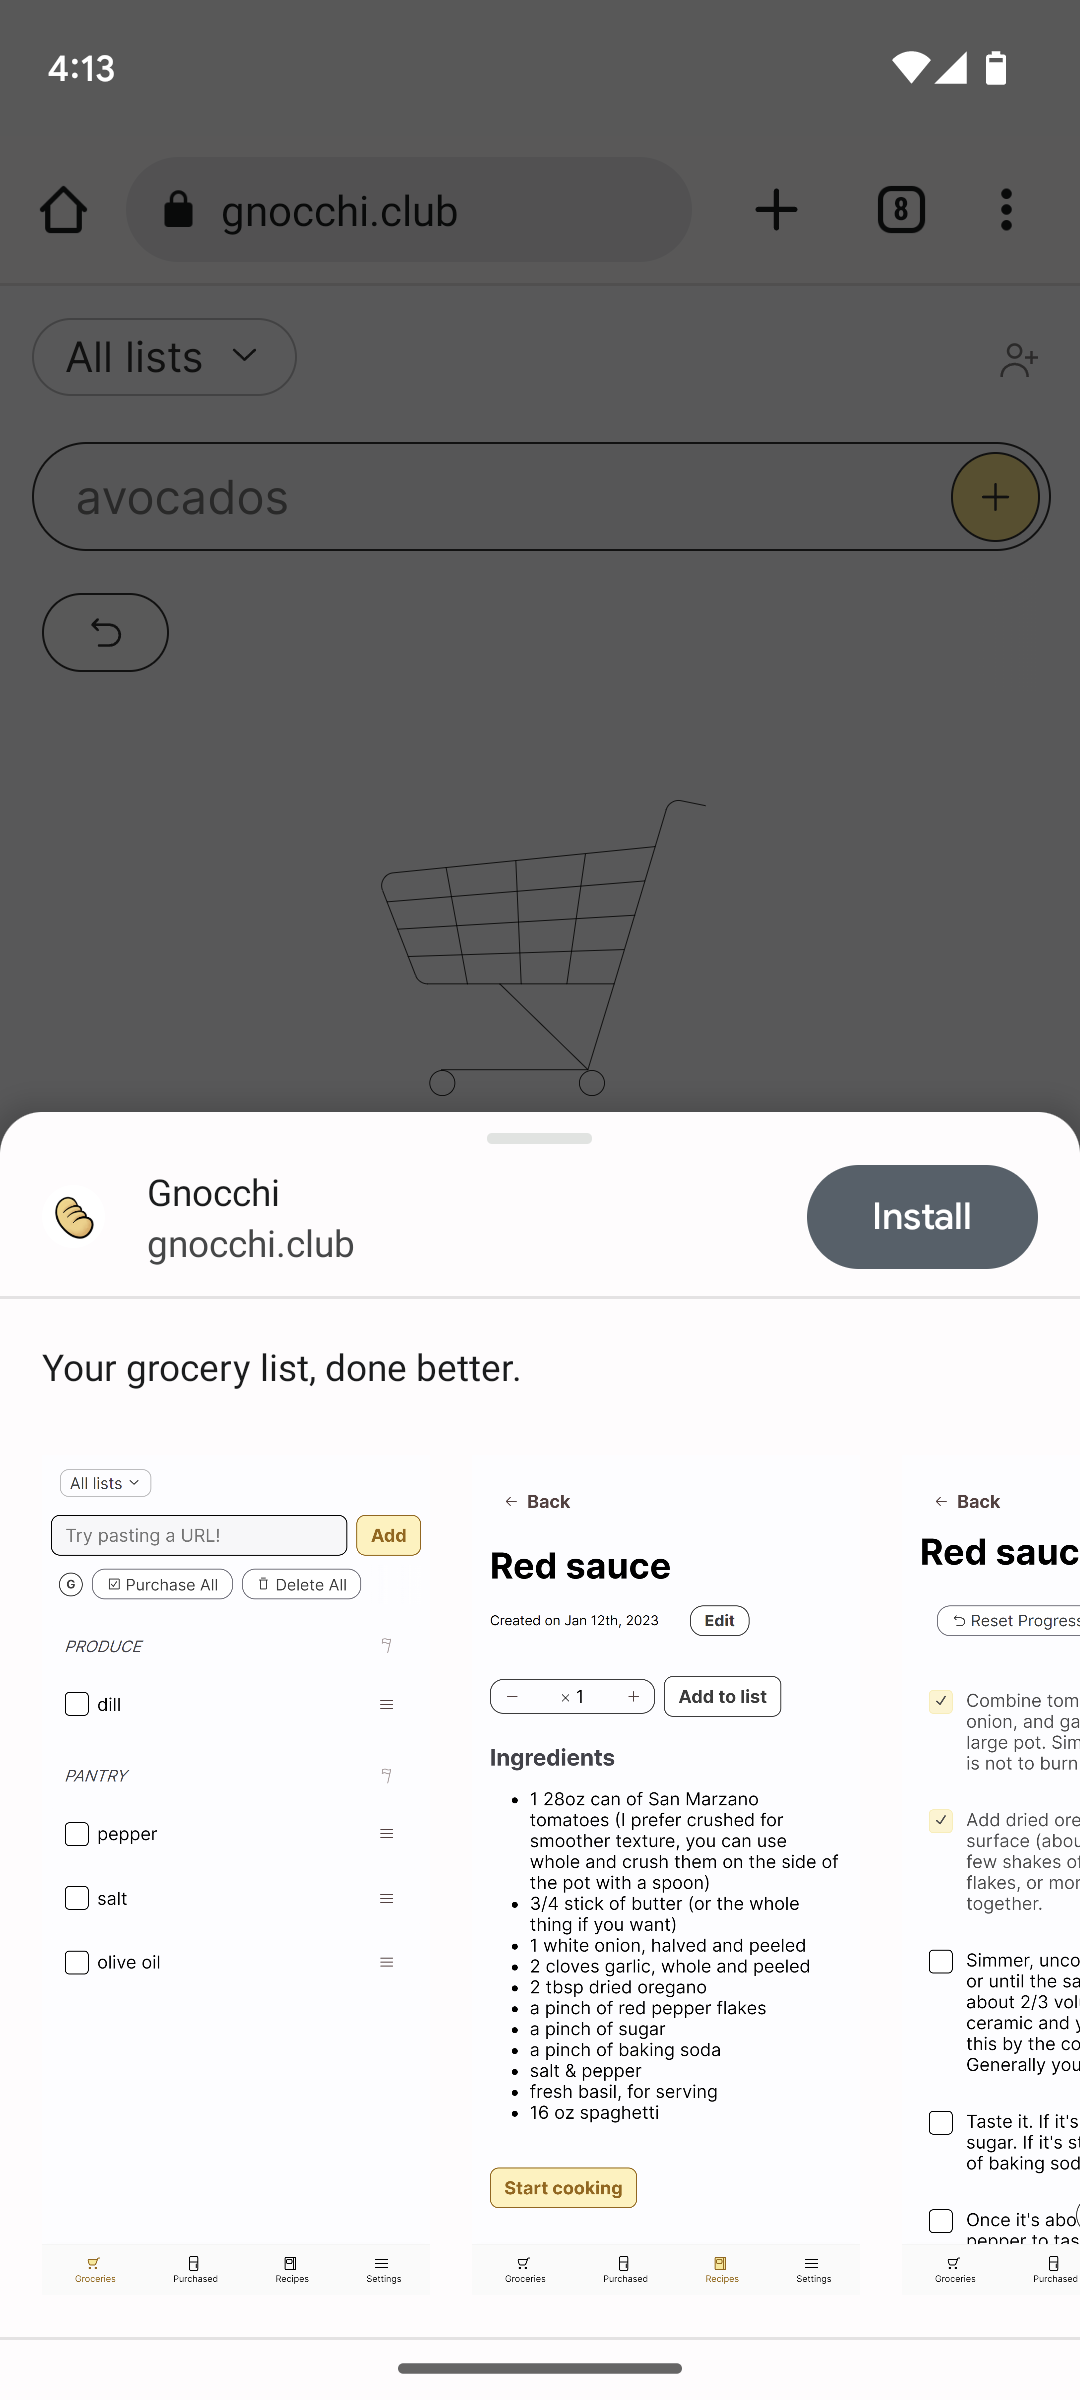 4:13
gnocchi.club
8
All lists
avocados
Gnocchi
gnocchi.club
Install
Your grocery list, done better.
All lists
Try pasting a URL!
Add
G
Purchase All
Delete All
PRODUCE
dill
PANTRY
pepper
salt
olive oil
Groceries
Purchased
Recipes
Settings
← Back
Red sauce
Created on Jan 12th, 2023
Edit
− × 1 +
Add to list
Ingredients
• 1 28oz can of San Marzano
tomatoes (I prefer crushed for
smoother texture, you can use
whole and crush them on the side of
the pot with a spoon)
• 3/4 stick of butter (or the whole
thing if you want)
• 1 white onion, halved and peeled
• 2 cloves garlic, whole and peeled
• 2 tbsp dried oregano
• a pinch of red pepper flakes
• a pinch of sugar
• a pinch of baking soda
• salt & pepper
• fresh basil, for serving
• 16 oz spaghetti
Start cooking
Groceries
Purchased
Recipes
Settings
← Back
Red sauc
Reset Progress
Combine tom
onion, and ga
large pot. Sim
is not to burn
Add dried ore
surface (abou
few shakes of
flakes, or mor
together.
Simmer, unco
or until the sa
about 2/3 vol
ceramic and y
this by the co
Generally you
Taste it. If it's
sugar. If it's st
of baking sod
Once it's abo
pepper to tas
Groceries
Purchased